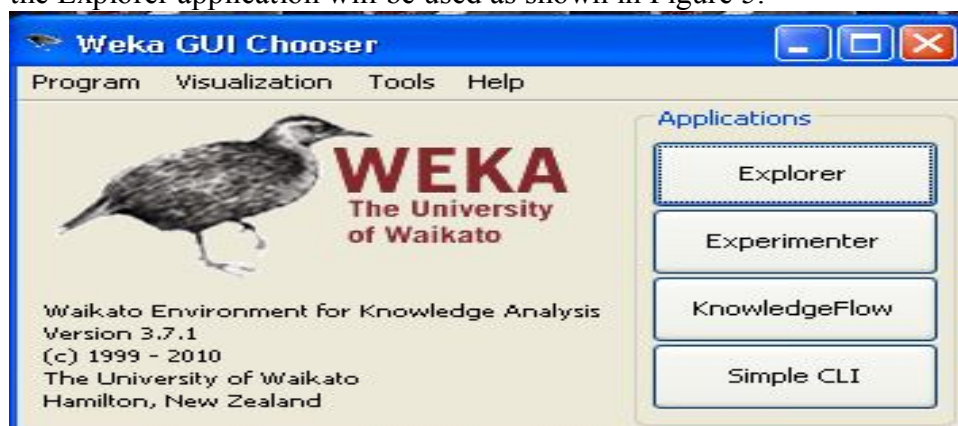 the Explorer application will be used as shown in Figure 3.
Weka GUI Chooser
Program Visualization Tools Help
WEKA
The University
of Waikato
Waikato Environment for Knowledge Analysis
Version 3.7.1
(c) 1999 - 2010
The University of Waikato
Hamilton, New Zealand
Applications
Explorer
Experimenter
KnowledgeFlow
Simple CLI